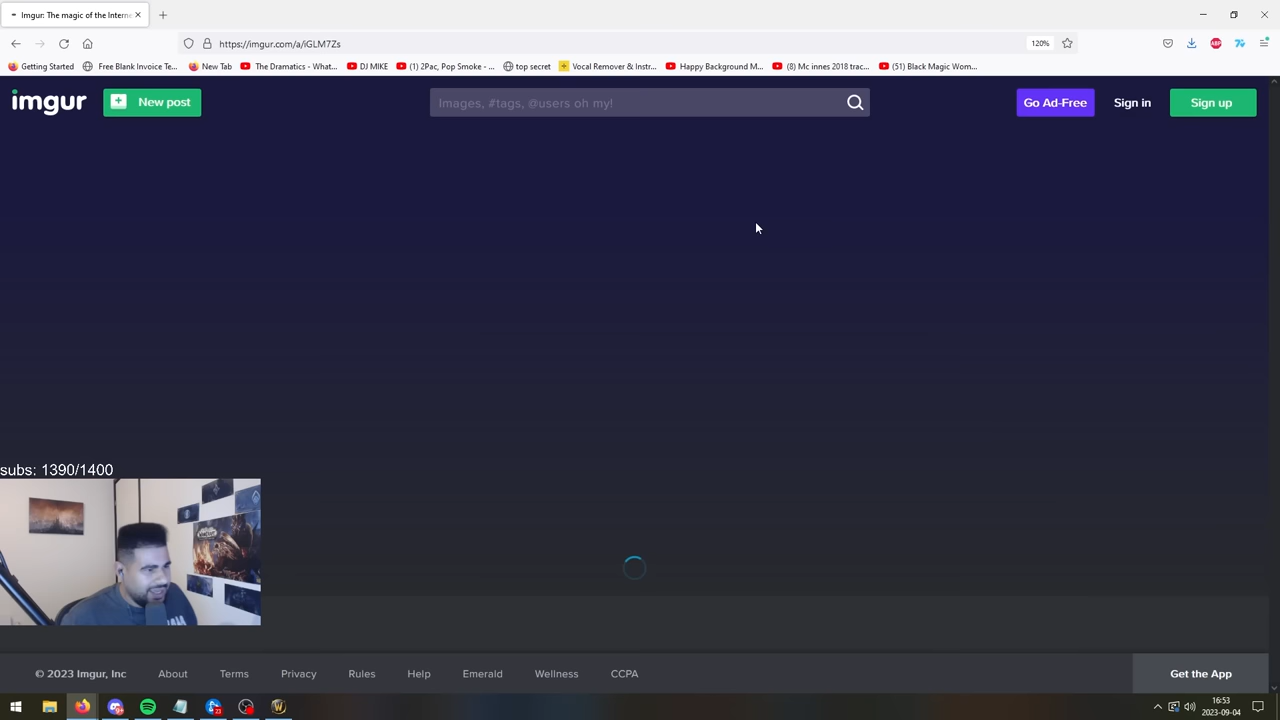 Imgur: The magic of the Interne
https://imgur.com/a/iGLM7Zs
120%
ABP
Getting Started
Free Blank Invoice Te...
New Tab
The Dramatics - What...
DJ MIKE
(1) 2Pac, Pop Smoke - ...
top secret
Vocal Remover & Instr...
Happy Background M...
(8) Mc innes 2018 trac...
(51) Black Magic Wom...
imgur
New post
Images, #tags, @users oh my!
Go Ad-Free
Sign in
Sign up
subs: 1390/1400
© 2023 Imgur, Inc
About
Terms
Privacy
Rules
Help
Emerald
Wellness
CCPA
Get the App
23
16:53
2023-09-04